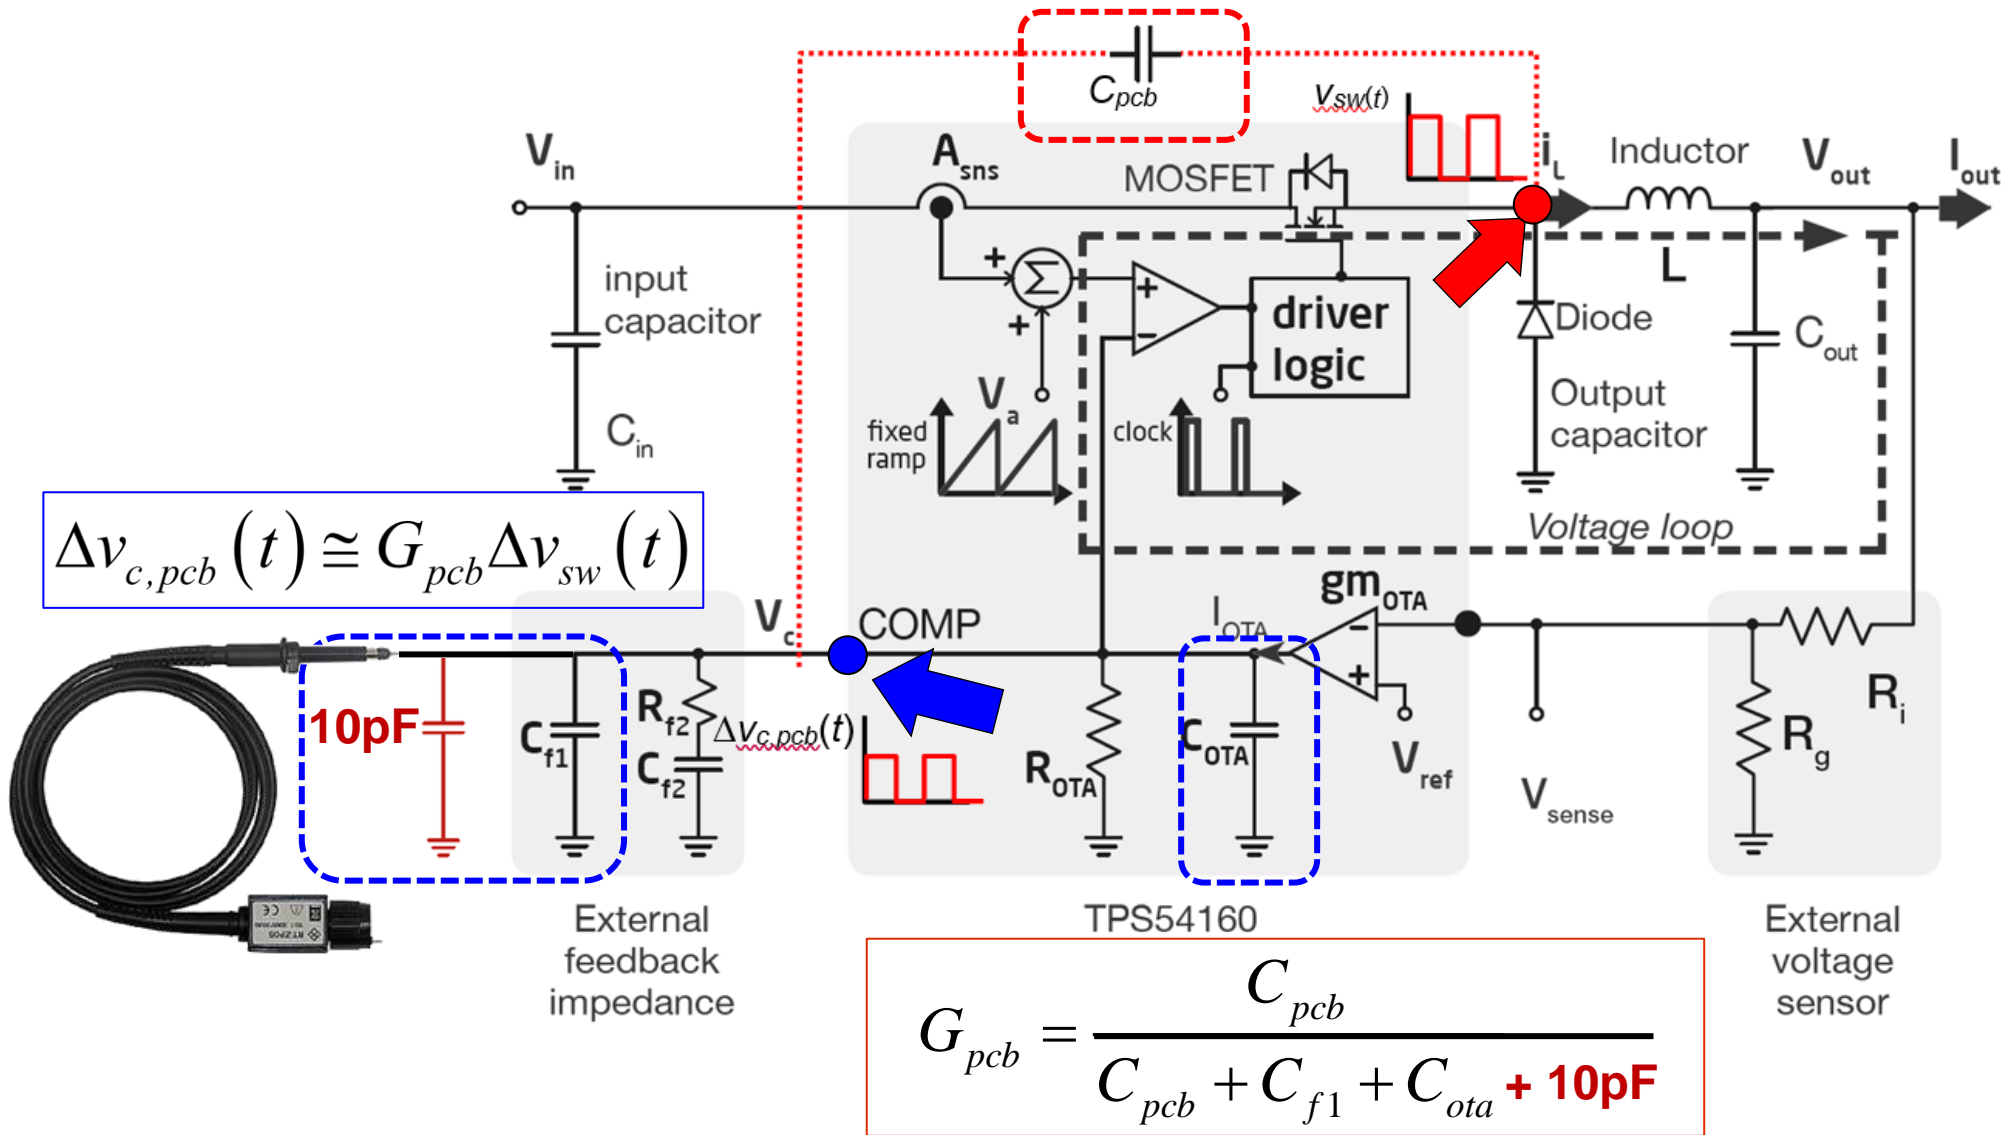 C_pcb
v_sw(t)
V_in
A_sns
MOSFET
i_L
Inductor
V_out
I_out
input
capacitor
+
Σ
+
+
−
driver
logic
L
Diode
C_out
V_a
fixed
ramp
clock
Output
capacitor
C_in
Voltage loop
Δv_c,pcb (t) ≅ G_pcb Δv_sw (t)
V_c
COMP
I_OTA
gm_OTA
−
+
10pF
C_f1
R_f2
C_f2
Δv_c,pcb(t)
R_OTA
C_OTA
V_ref
V_sense
R_g
R_i
External
feedback
impedance
TPS54160
External
voltage
sensor
G_pcb = C_pcb / (C_pcb + C_f1 + C_ota + 10pF)